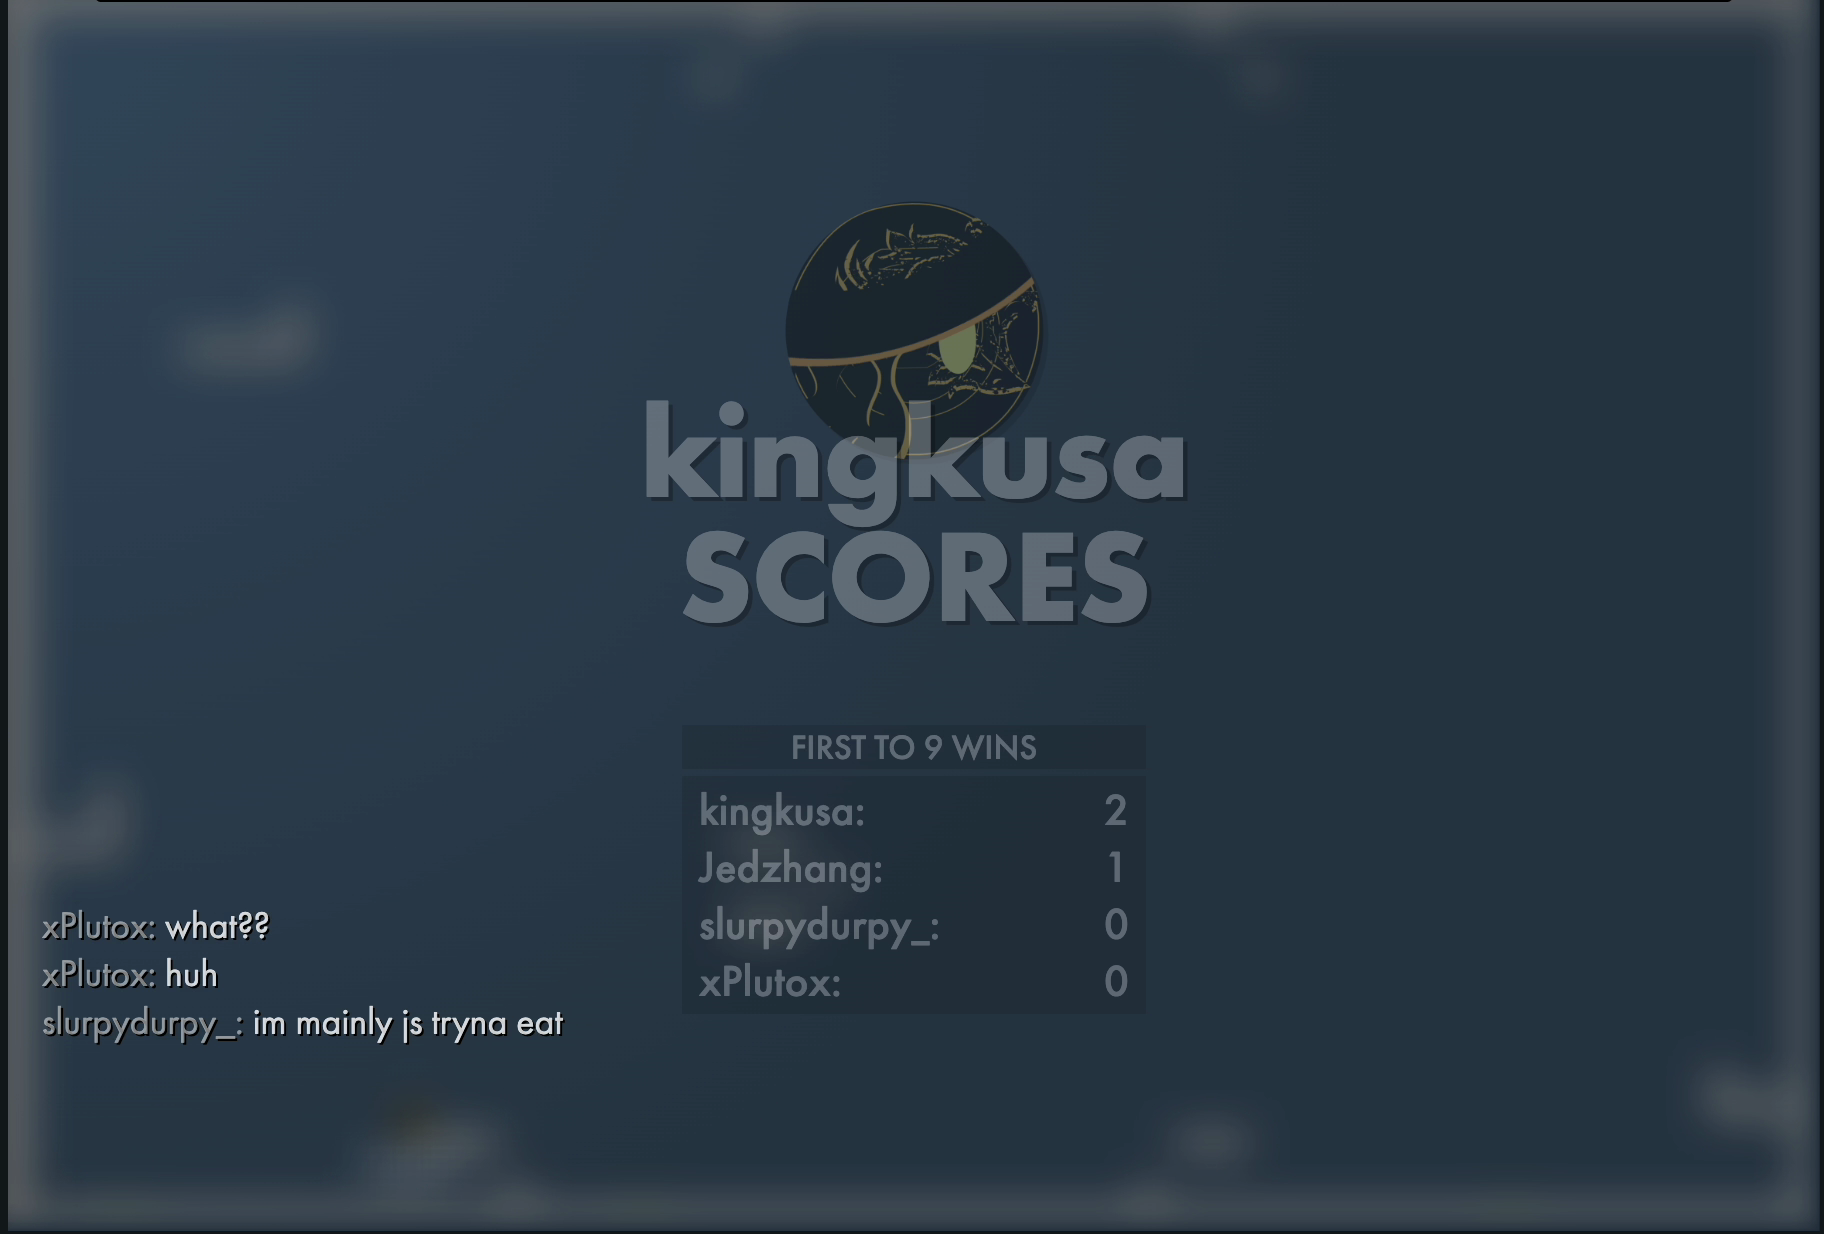 kingkusa
SCORES
FIRST TO 9 WINS
kingkusa: 2
Jedzhang: 1
slurpydurpy_: 0
xPlutox: 0
xPlutox: what??
xPlutox: huh
slurpydurpy_: im mainly js tryna eat